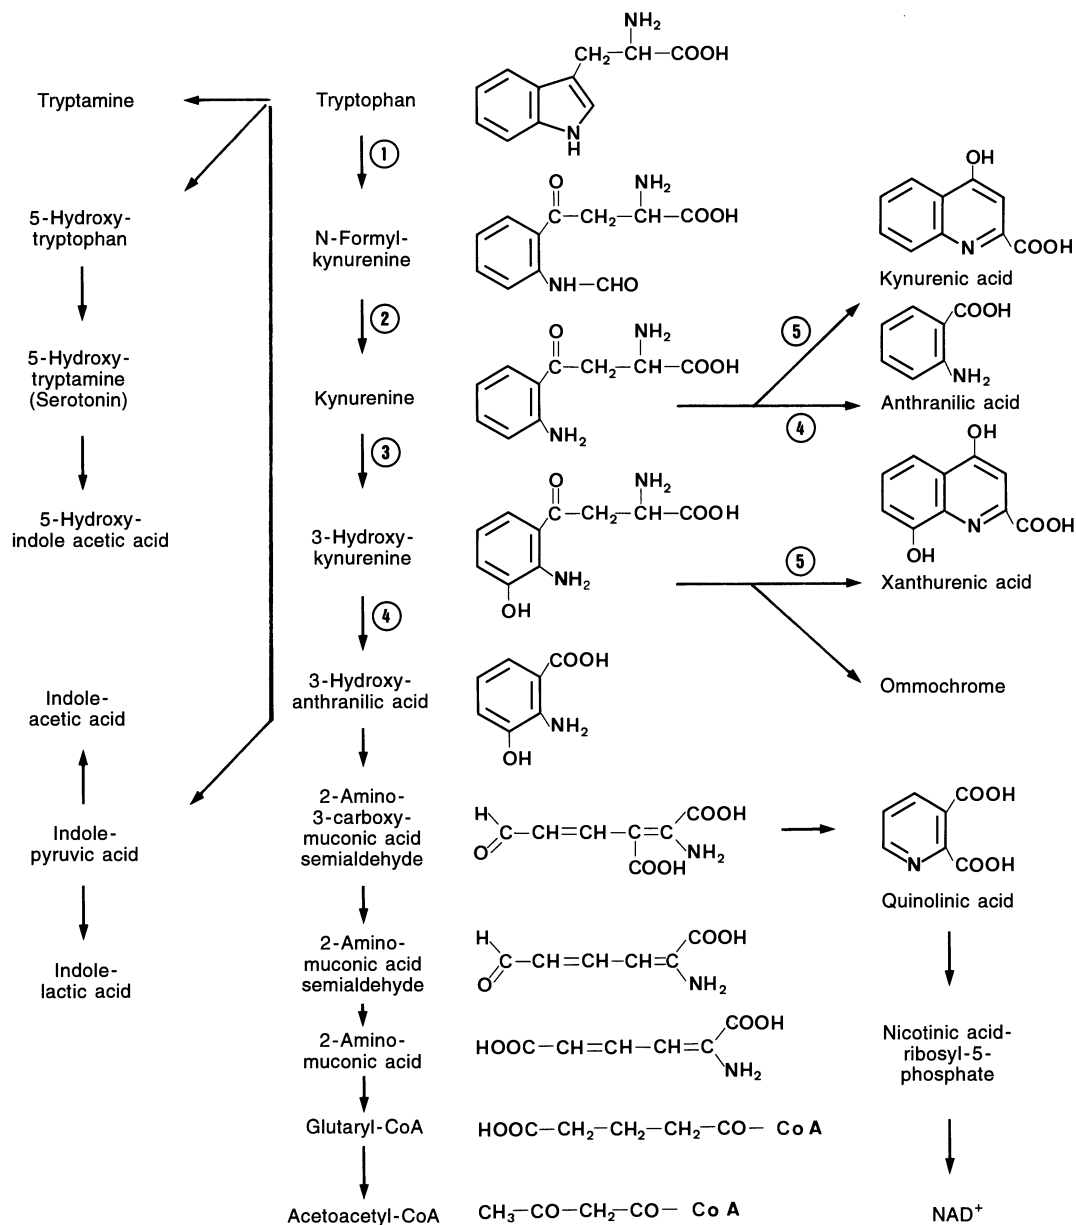 Tryptamine
5-Hydroxy-
tryptophan
5-Hydroxy-
tryptamine
(Serotonin)
5-Hydroxy-
indole acetic acid
Indole-
acetic acid
Indole-
pyruvic acid
Indole-
lactic acid
Tryptophan
NH2
CH2-CH-COOH
N
H
1
N-Formyl-
kynurenine
O NH2
C-CH2-CH-COOH
NH-CHO
2
Kynurenine
O NH2
C-CH2-CH-COOH
NH2
3
3-Hydroxy-
kynurenine
O NH2
C-CH2-CH-COOH
NH2
OH
4
3-Hydroxy-
anthranilic acid
COOH
NH2
OH
2-Amino-
3-carboxy-
muconic acid
semialdehyde
H COOH
C-CH=CH-C=C
O NH2
COOH
2-Amino-
muconic acid
semialdehyde
H COOH
C-CH=CH-CH=C
O NH2
2-Amino-
muconic acid
COOH
HOOC-CH=CH-CH=C
NH2
Glutaryl-CoA
HOOC-CH2-CH2-CH2-CO- CoA
Acetoacetyl-CoA
CH3-CO-CH2-CO- CoA
OH
N COOH
Kynurenic acid
5
COOH
NH2
Anthranilic acid
4
OH
N COOH
OH
Xanthurenic acid
5
Ommochrome
COOH
N COOH
Quinolinic acid
Nicotinic acid-
ribosyl-5-
phosphate
NAD+